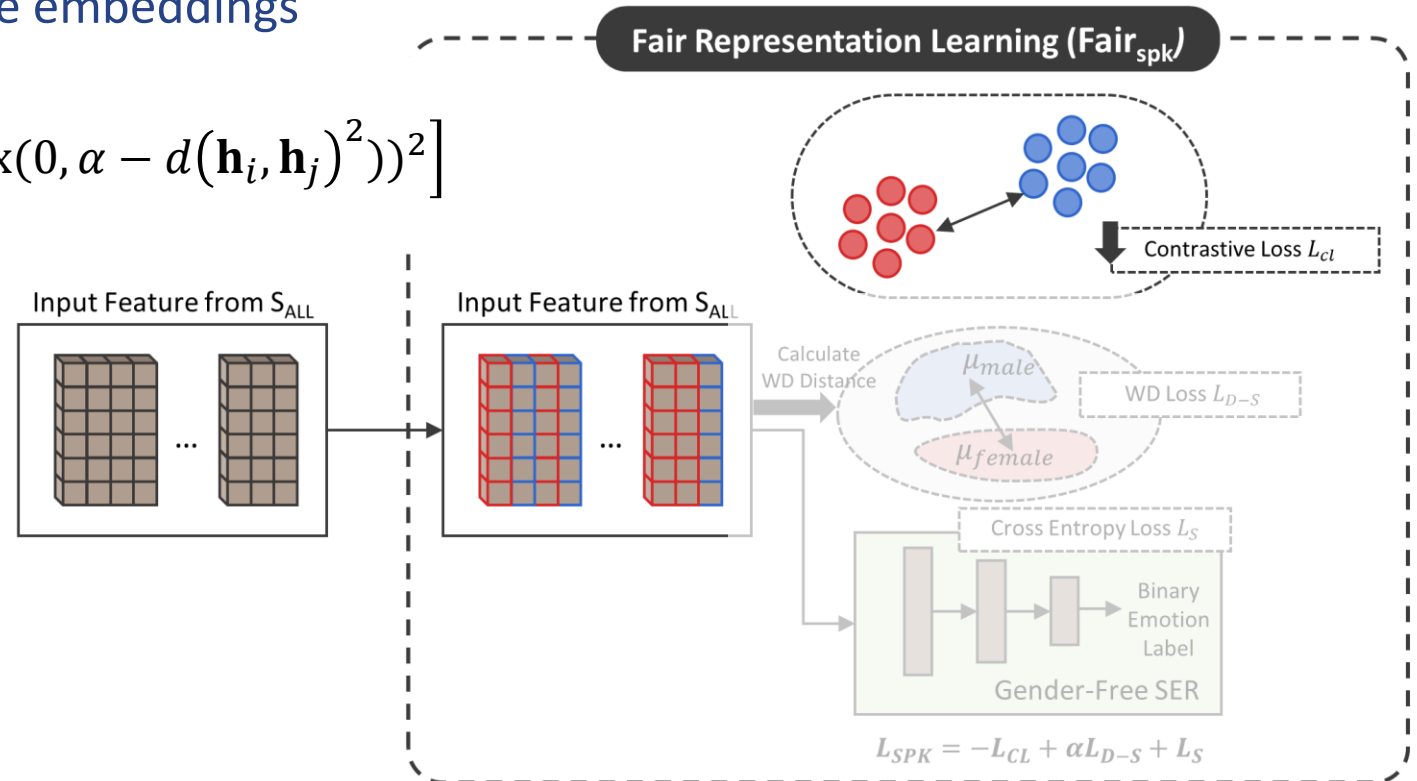 e embeddings
Fair Representation Learning (Fair_spk)
x(0, α − d(𝐡_i, 𝐡_j)^2))^2]
Contrastive Loss L_cl
Input Feature from S_ALL
Input Feature from S_ALL
...
...
Calculate
WD Distance
μ_male
μ_female
WD Loss L_{D−S}
Cross Entropy Loss L_S
Binary
Emotion
Label
Gender-Free SER
L_SPK = −L_CL + αL_{D−S} + L_S